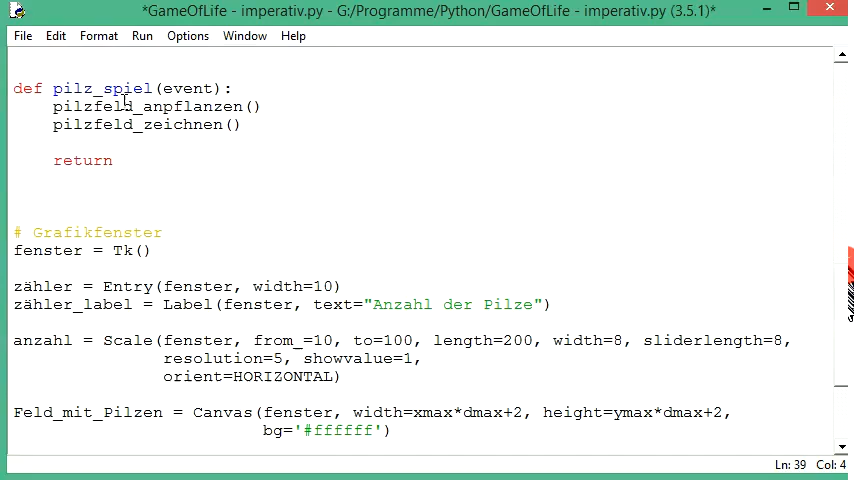 *GameOfLife - imperativ.py - G:/Programme/Python/GameOfLife - imperativ.py (3.5.1)*
File Edit Format Run Options Window Help
def pilz_spiel(event):
    pilzfeld_anpflanzen()
    pilzfeld_zeichnen()
    return
# Grafikfenster
fenster = Tk()
zähler = Entry(fenster, width=10)
zähler_label = Label(fenster, text="Anzahl der Pilze")
anzahl = Scale(fenster, from_=10, to=100, length=200, width=8, sliderlength=8,
               resolution=5, showvalue=1,
               orient=HORIZONTAL)
Feld_mit_Pilzen = Canvas(fenster, width=xmax*dmax+2, height=ymax*dmax+2,
                         bg='#ffffff')
Ln: 39 Col: 4